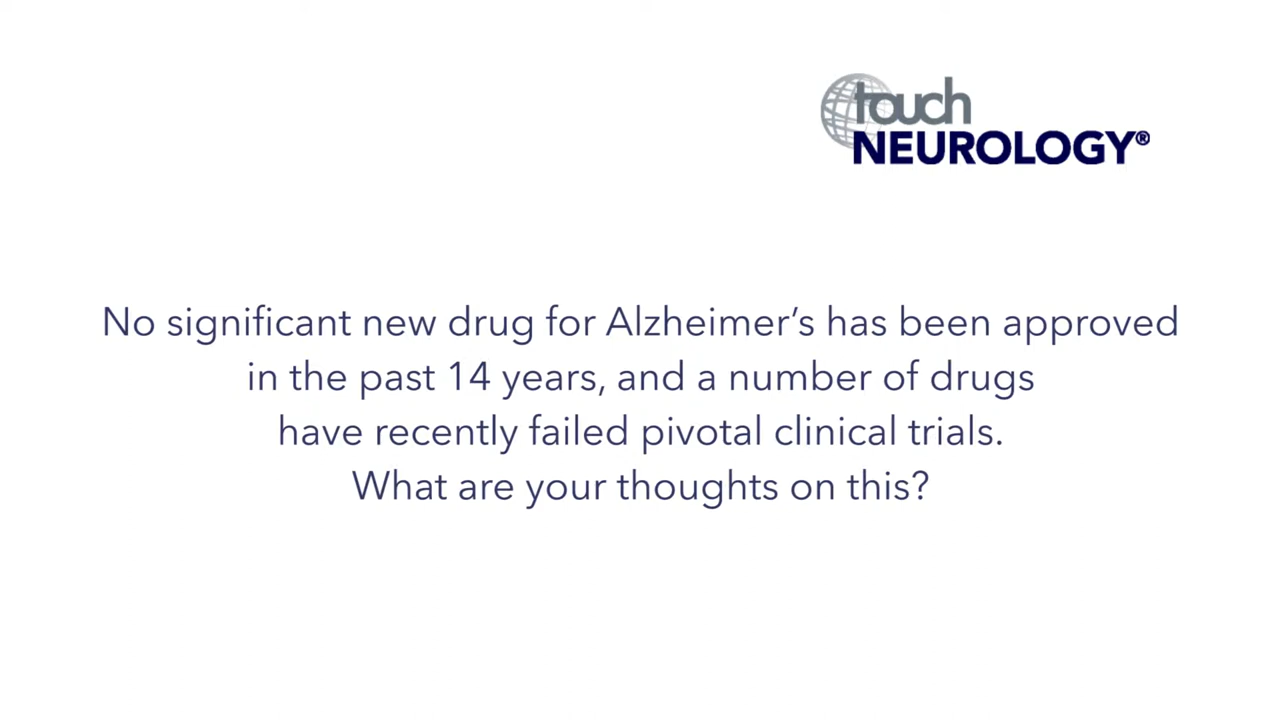 touch
NEUROLOGY®
No significant new drug for Alzheimer’s has been approved
in the past 14 years, and a number of drugs
have recently failed pivotal clinical trials.
What are your thoughts on this?